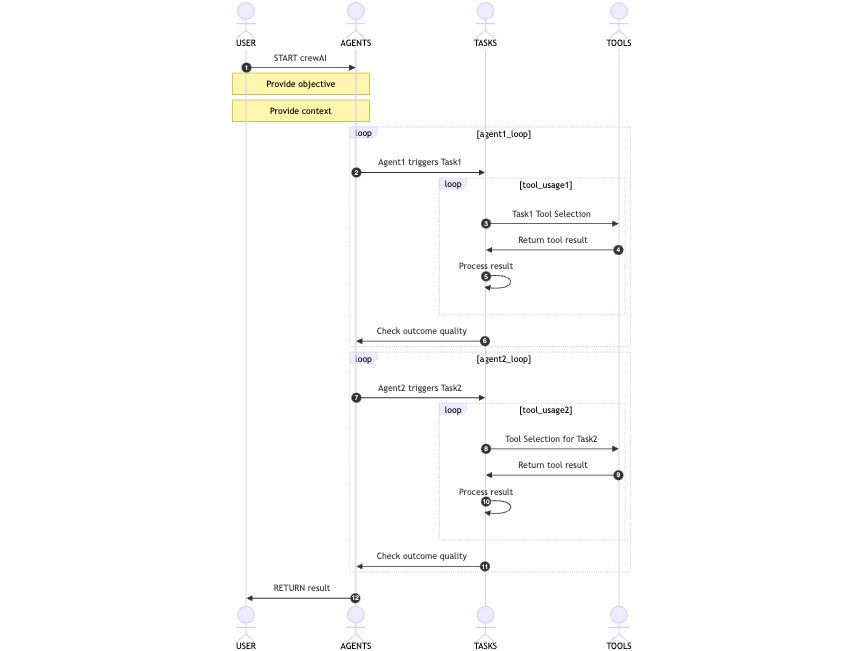 USER AGENTS TASKS TOOLS
START crewAI
1
Provide objective
Provide context
loop [agent1_loop]
Agent1 triggers Task1
2
loop [tool_usage1]
Task1 Tool Selection
3
Return tool result
4
Process result
5
Check outcome quality
6
loop [agent2_loop]
Agent2 triggers Task2
7
loop [tool_usage2]
Tool Selection for Task2
8
Return tool result
9
Process result
10
Check outcome quality
11
RETURN result
12
USER AGENTS TASKS TOOLS